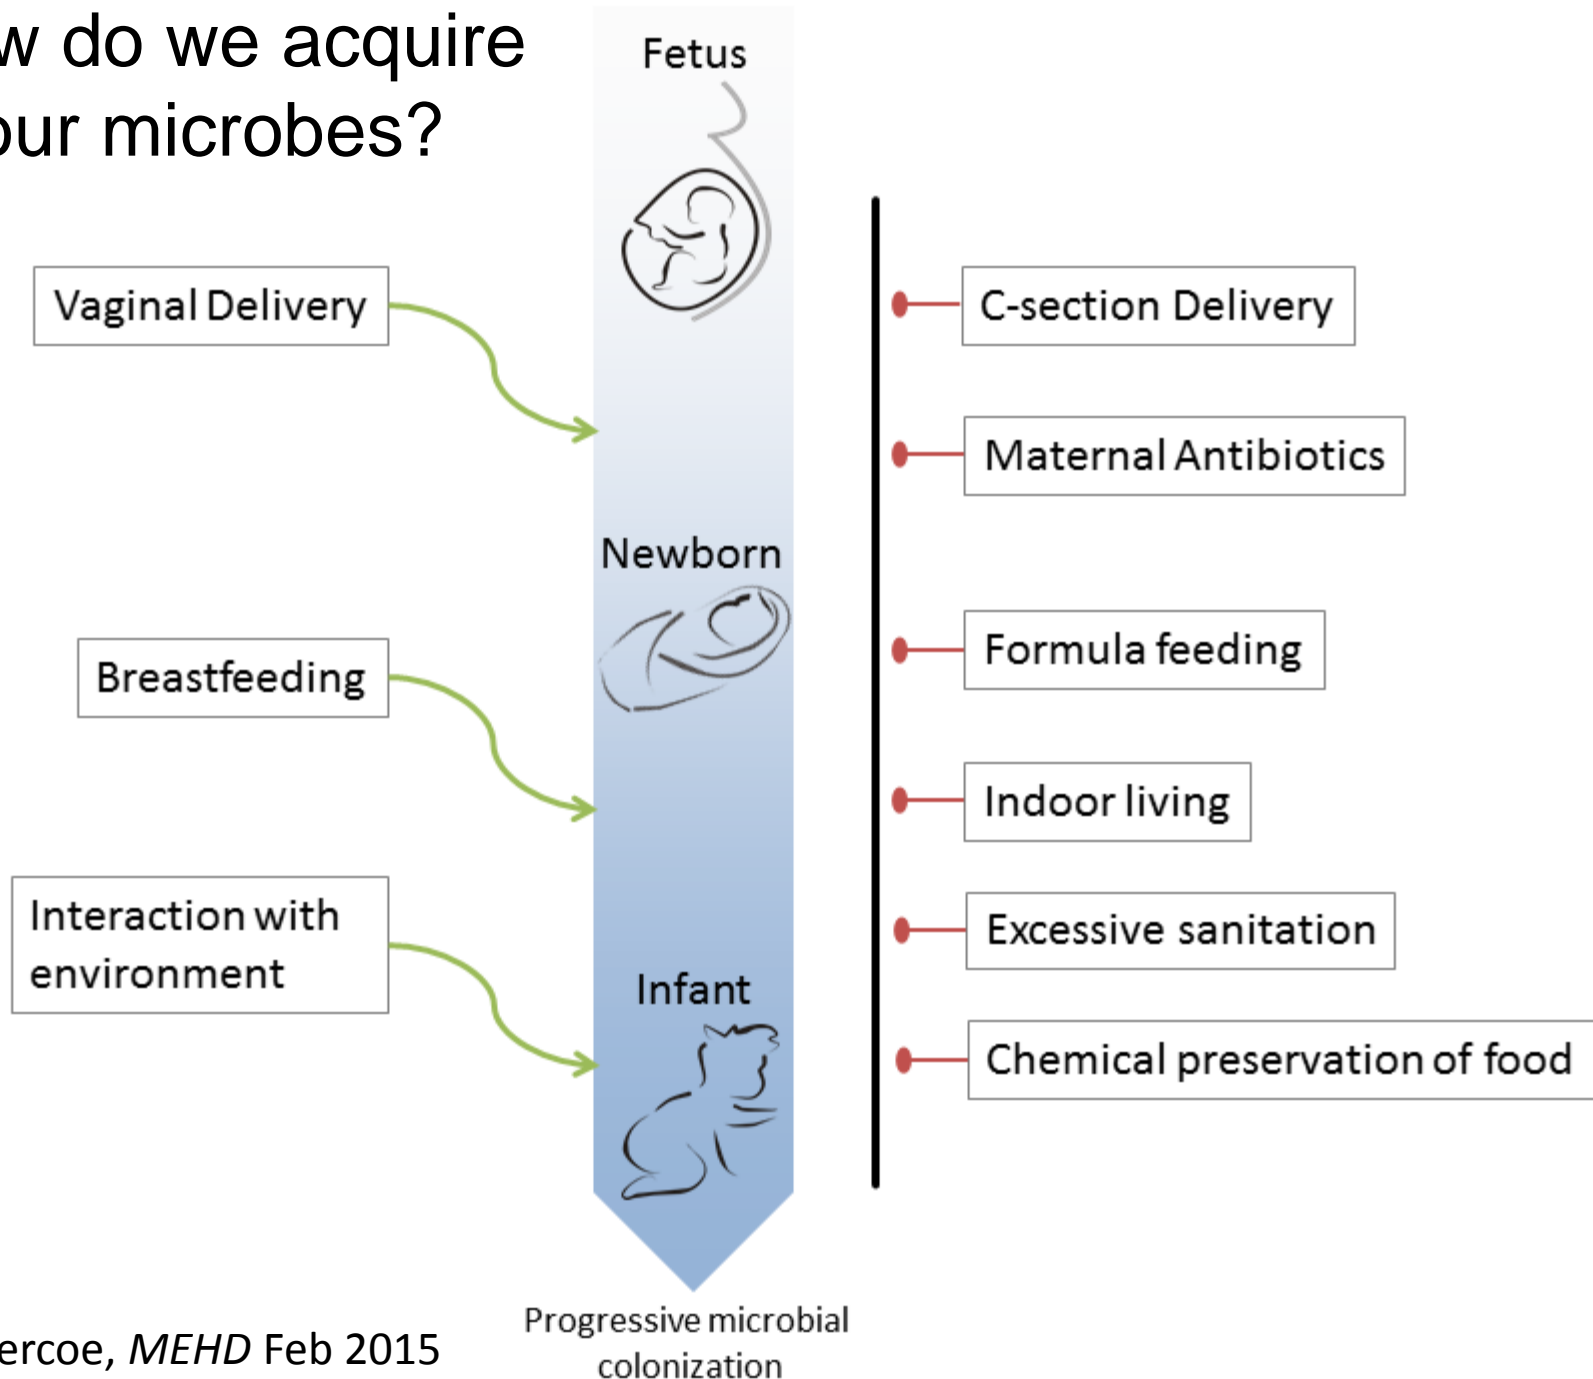 do we acquire
our microbes?
Fetus
Vaginal Delivery
C-section Delivery
Maternal Antibiotics
Newborn
Breastfeeding
Formula feeding
Indoor living
Interaction with
environment
Excessive sanitation
Infant
Chemical preservation of food
Progressive microbial
colonization
MEHD Feb 2015